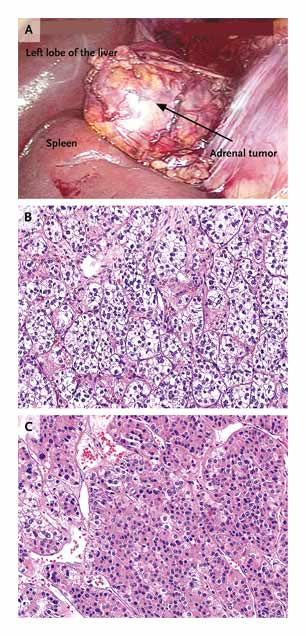 A
Left lobe of the liver
Spleen
Adrenal tumor
B
C